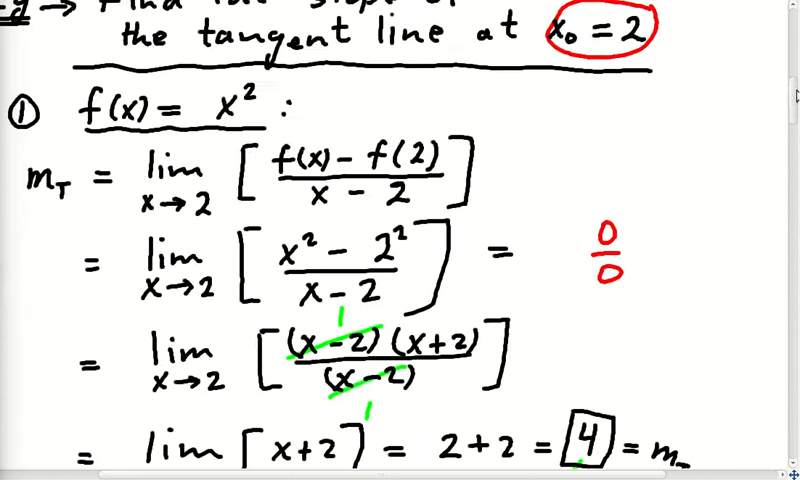 the tangent line at x₀ = 2
① f(x) = x² :
m_T = lim x→2 [ (f(x) − f(2)) / (x − 2) ]
= lim x→2 [ (x² − 2²) / (x − 2) ] = 0/0
1
= lim x→2 [ (x−2)(x+2) / (x−2) ]
1
= lim [x+2] = 2+2 = 4 = m